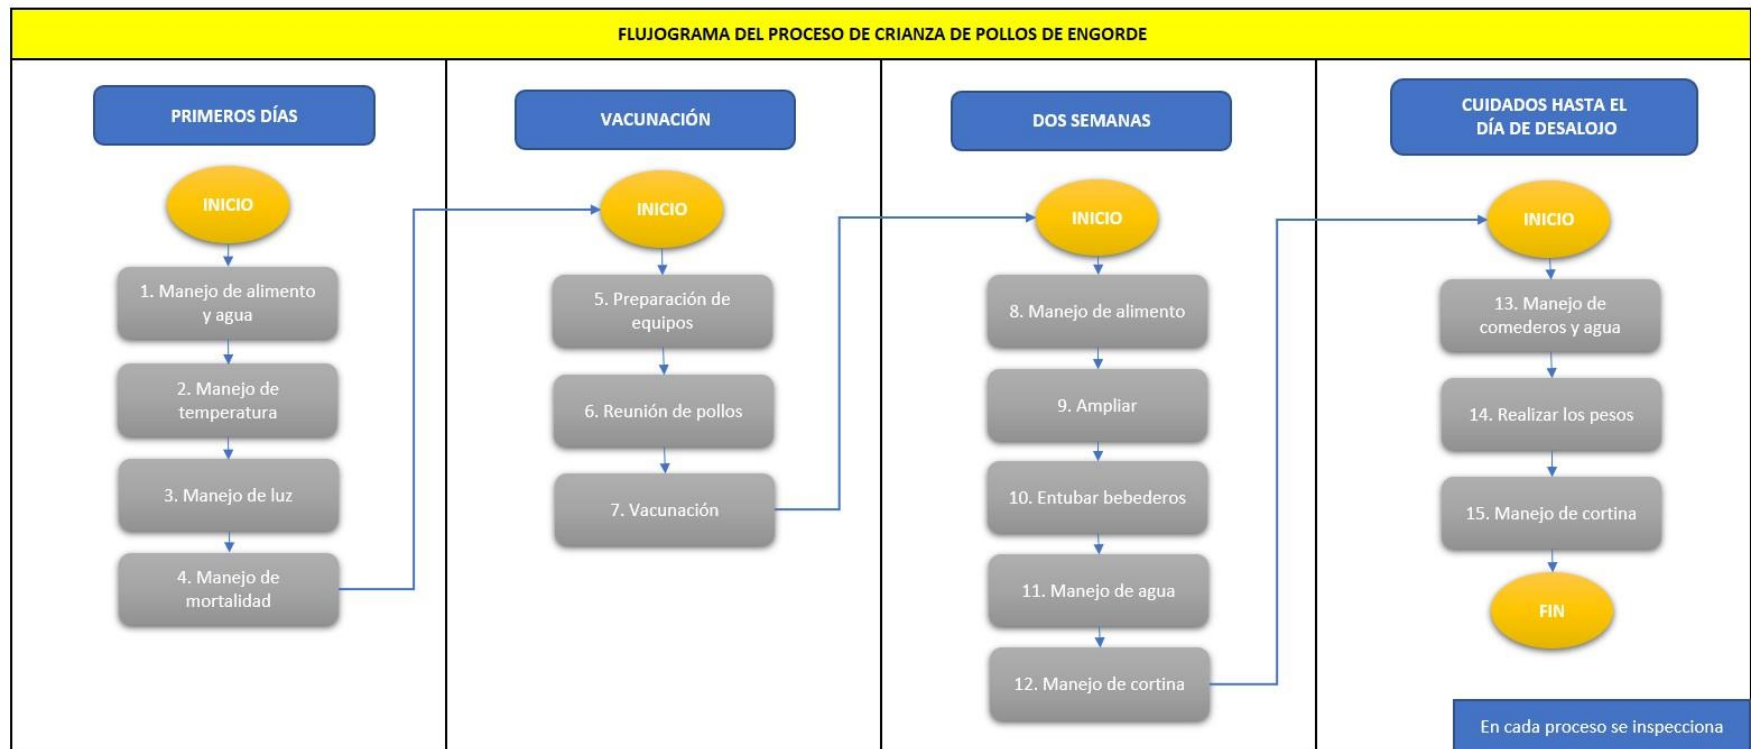 FLUJOGRAMA DEL PROCESO DE CRIANZA DE POLLOS DE ENGORDE
PRIMEROS DÍAS
INICIO
1. Manejo de alimento
y agua
2. Manejo de
temperatura
3. Manejo de luz
4. Manejo de
mortalidad
VACUNACIÓN
INICIO
5. Preparación de
equipos
6. Reunión de pollos
7. Vacunación
DOS SEMANAS
INICIO
8. Manejo de alimento
9. Ampliar
10. Entubar bebederos
11. Manejo de agua
12. Manejo de cortina
CUIDADOS HASTA EL
DÍA DE DESALOJO
INICIO
13. Manejo de
comederos y agua
14. Realizar los pesos
15. Manejo de cortina
FIN
En cada proceso se inspecciona